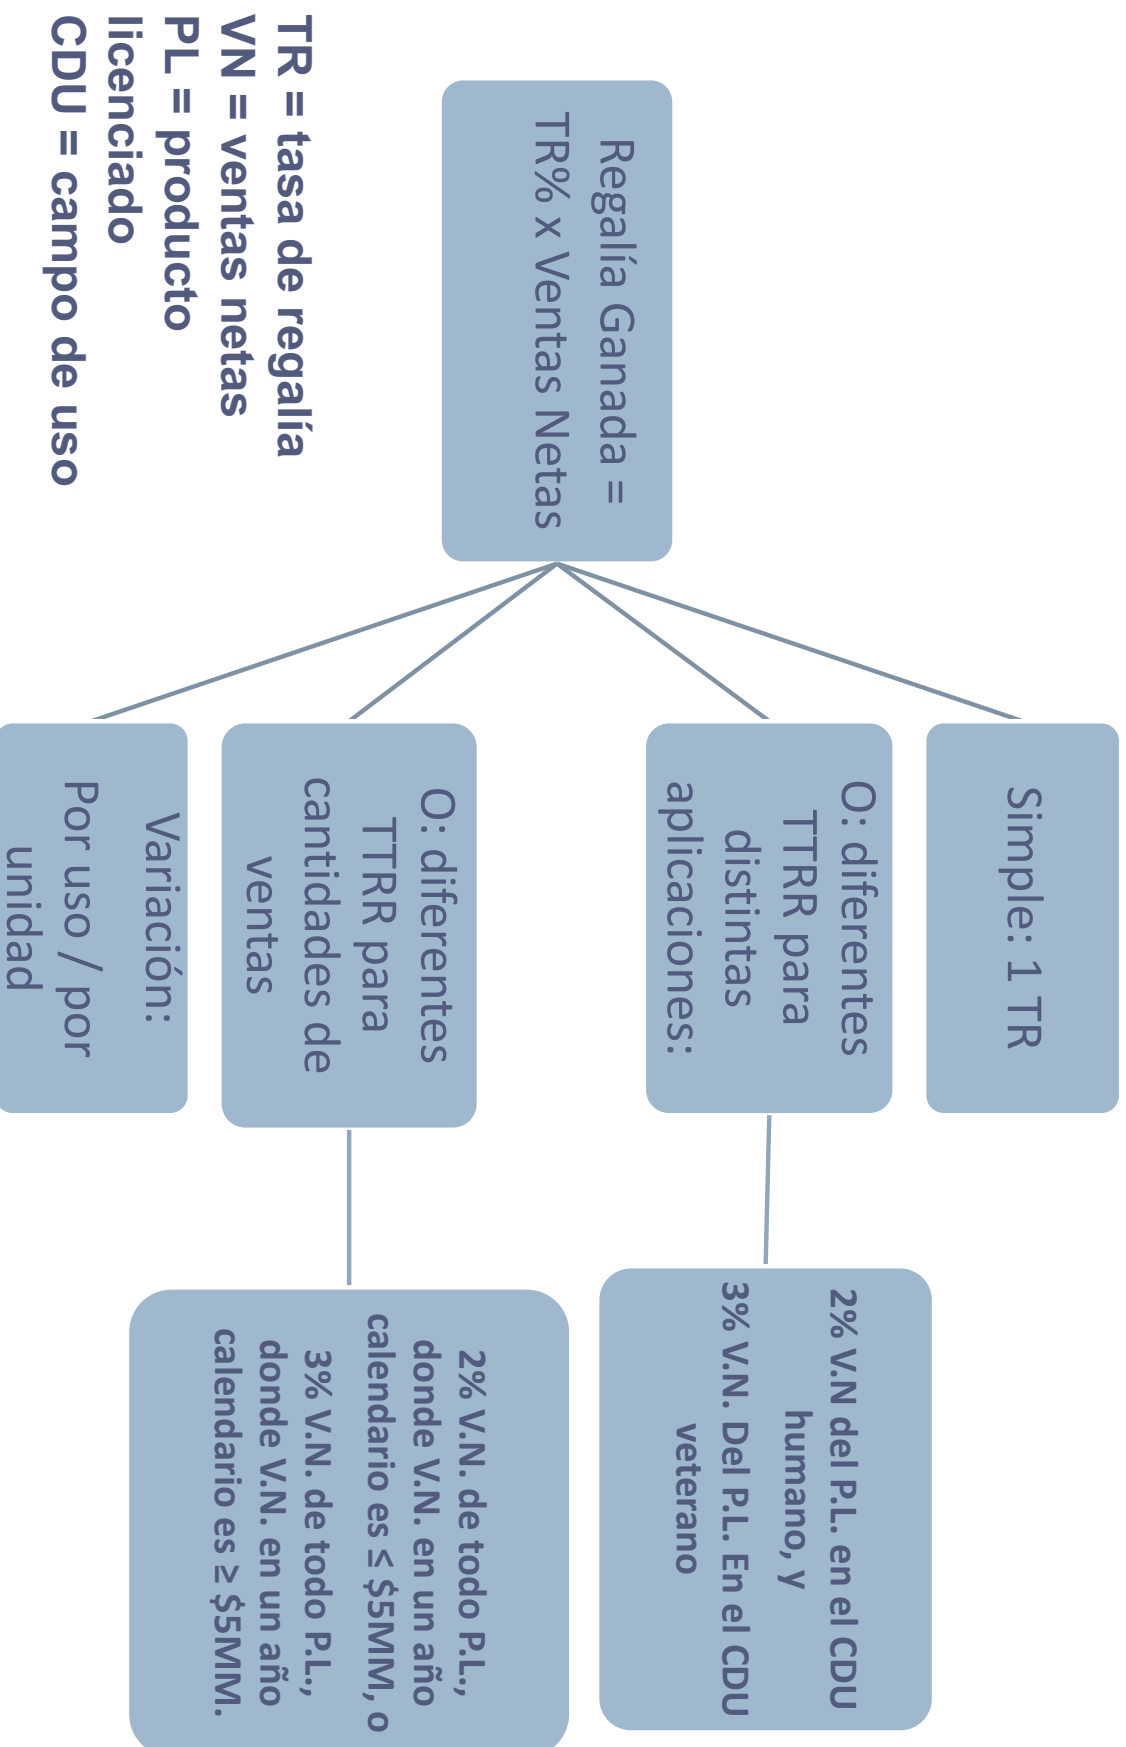 Regalía Ganada =
TR% x Ventas Netas
Simple: 1 TR
O: diferentes
TTRR para
distintas
aplicaciones:
2% V.N del P.L. en el CDU
humano, y
3% V.N. Del P.L. En el CDU
veterano
O: diferentes
TTRR para
cantidades de
ventas
2% V.N. de todo P.L.,
donde V.N. en un año
calendario es ≤ $5MM, o
3% V.N. de todo P.L.,
donde V.N. en un año
calendario es ≥ $5MM.
Variación:
Por uso / por
unidad
TR = tasa de regalía
VN = ventas netas
PL = producto
licenciado
CDU = campo de uso